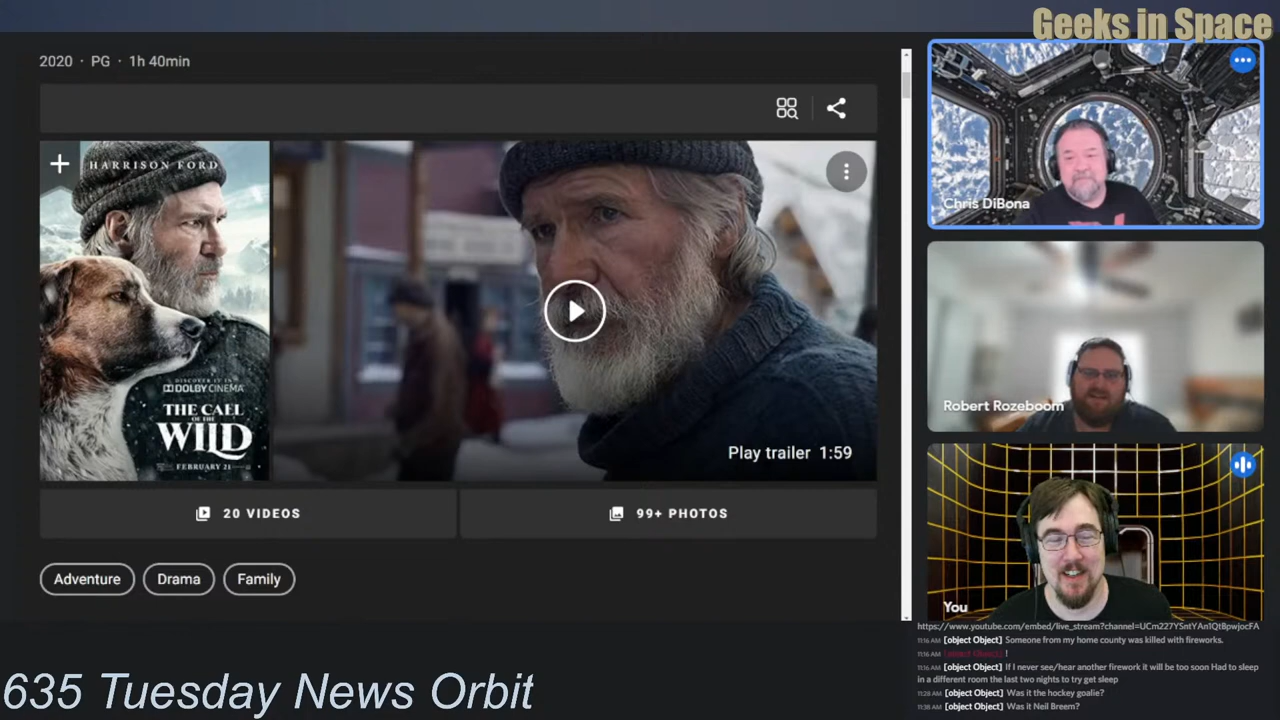 Geeks in Space
2020 · PG · 1h 40min
HARRISON FORD
DISCOVER IT IN
DOLBY CINEMA
THE CALL
OF THE
WILD
FEBRUARY 21
Play trailer 1:59
20 VIDEOS
99+ PHOTOS
Adventure
Drama
Family
Chris DiBona
Robert Rozeboom
You
https://www.youtube.com/embed/live_stream?channel=UCm227YSntYAn1QtBpwjocFA
11:16 AM [object Object] Someone from my home county was killed with fireworks.
11:16 AM [object Object] !
11:16 AM [object Object] If I never see/hear another firework it will be too soon Had to sleep
in a different room the last two nights to try get sleep
11:28 AM [object Object] Was it the hockey goalie?
11:38 AM [object Object] Was it Neil Breem?
635 Tuesday News Orbit